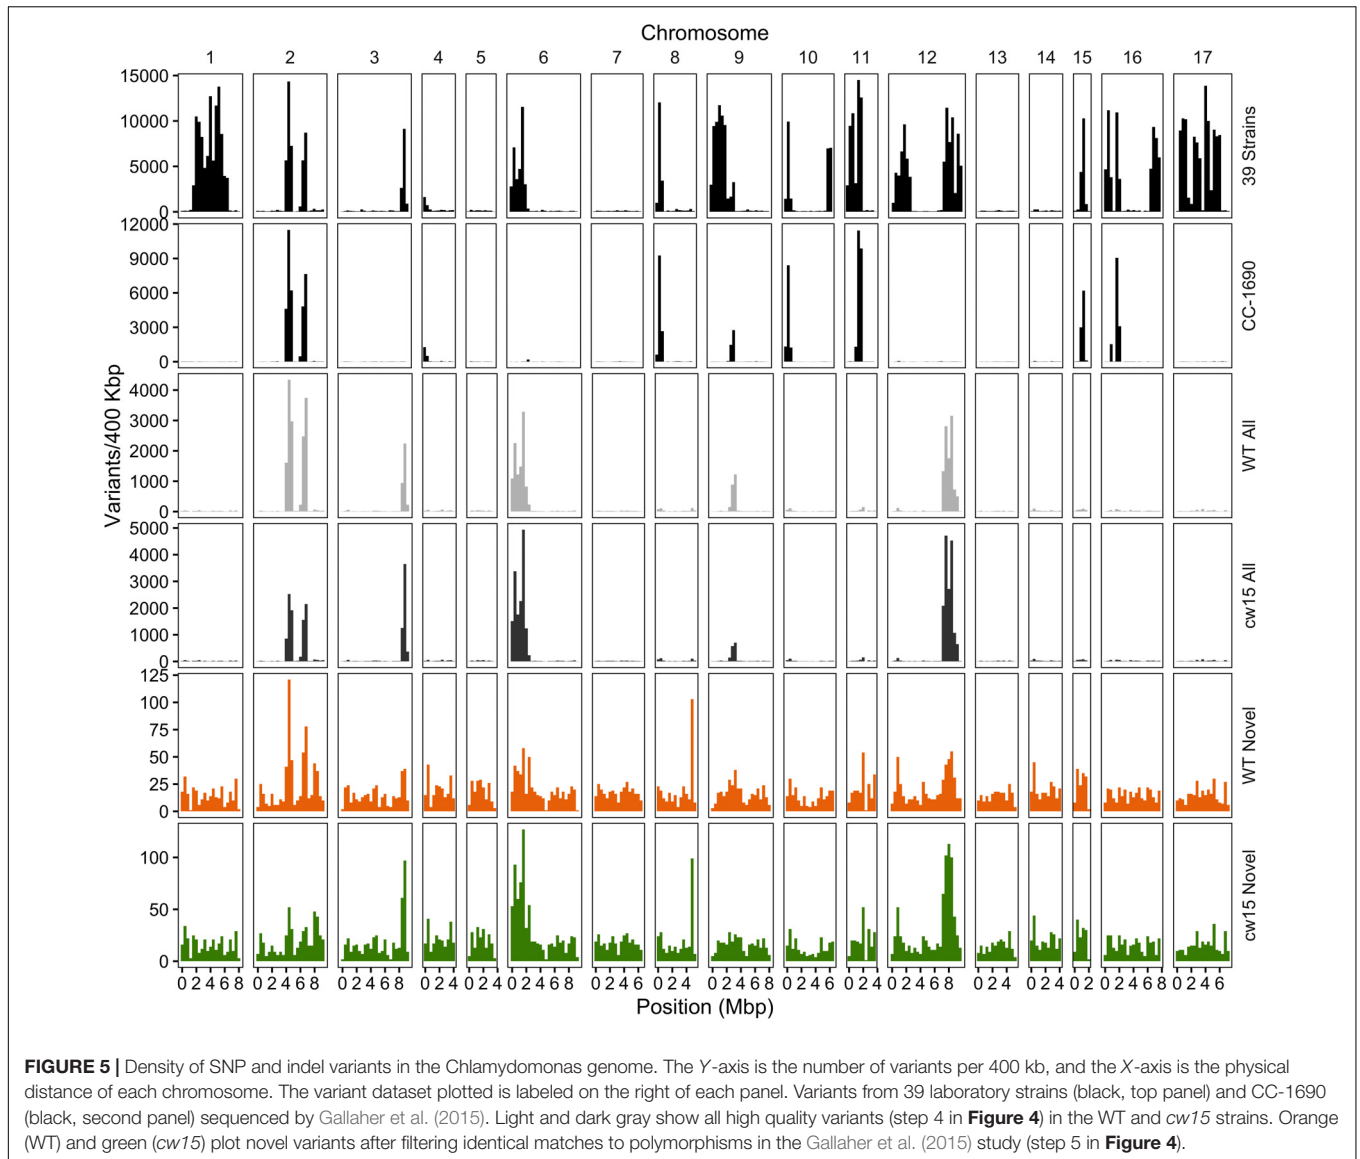 Chromosome
1 2 3 4 5 6 7 8 9 10 11 12 13 14 15 16 17
15000
10000
5000
0
39 Strains
12000
9000
6000
3000
0
CC-1690
Variants/400 Kbp
4000
3000
2000
1000
0
WT All
5000
4000
3000
2000
1000
0
cw15 All
125
100
75
50
25
0
WT Novel
100
50
0
cw15 Novel
0 2 4 6 8 0 2 4 6 8 0 2 4 6 8 0 2 4 0 2 4 0 2 4 6 8 0 2 4 6 0 2 4 0 2 4 6 8 0 2 4 6 0 2 4 0 2 4 6 8 0 2 4 0 2 4 0 2 0 2 4 6 8 0 2 4 6
Position (Mbp)
FIGURE 5 | Density of SNP and indel variants in the Chlamydomonas genome. The Y-axis is the number of variants per 400 kb, and the X-axis is the physical
distance of each chromosome. The variant dataset plotted is labeled on the right of each panel. Variants from 39 laboratory strains (black, top panel) and CC-1690
(black, second panel) sequenced by Gallaher et al. (2015). Light and dark gray show all high quality variants (step 4 in Figure 4) in the WT and cw15 strains. Orange
(WT) and green (cw15) plot novel variants after filtering identical matches to polymorphisms in the Gallaher et al. (2015) study (step 5 in Figure 4).